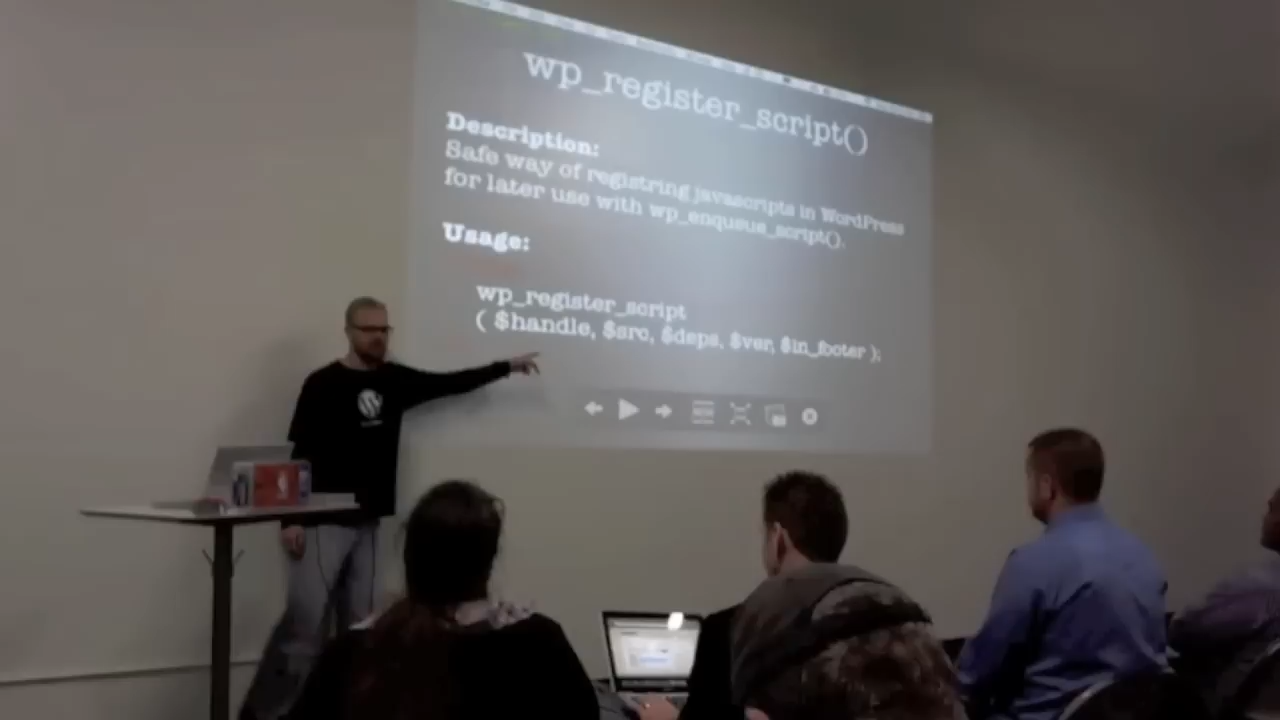 wp_register_script()
Description:
Safe way of registring javascripts in WordPress
for later use with wp_enqueue_script().
Usage:
wp_register_script
( $handle, $src, $deps, $ver, $in_footer );